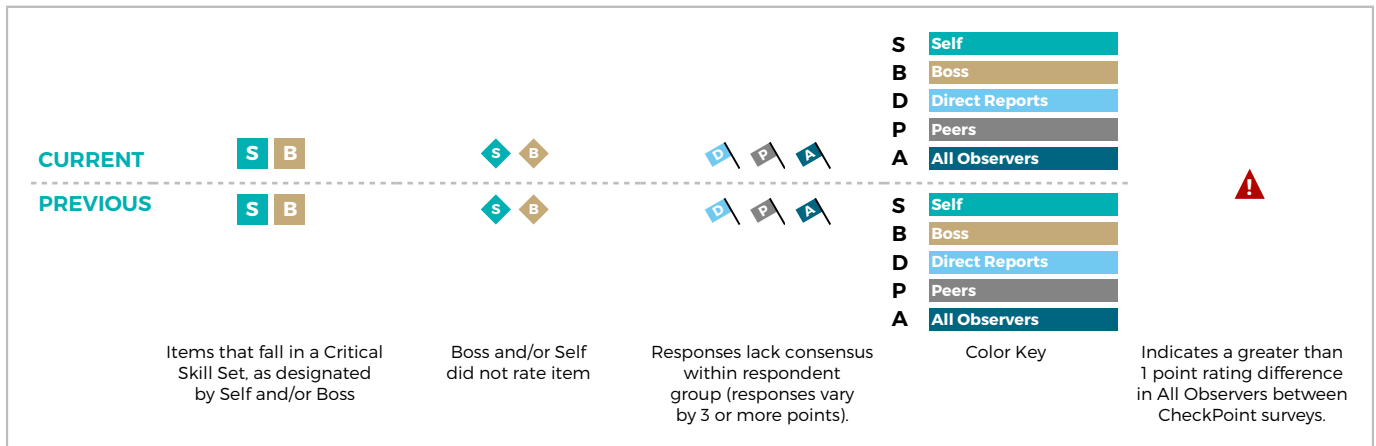 S Self
B Boss
D Direct Reports
P Peers
A All Observers
CURRENT S B S B D P A
PREVIOUS S B S B D P A
S Self
B Boss
D Direct Reports
P Peers
A All Observers
!
Items that fall in a Critical
Skill Set, as designated
by Self and/or Boss
Boss and/or Self
did not rate item
Responses lack consensus
within respondent
group (responses vary
by 3 or more points).
Color Key
Indicates a greater than
1 point rating difference
in All Observers between
CheckPoint surveys.